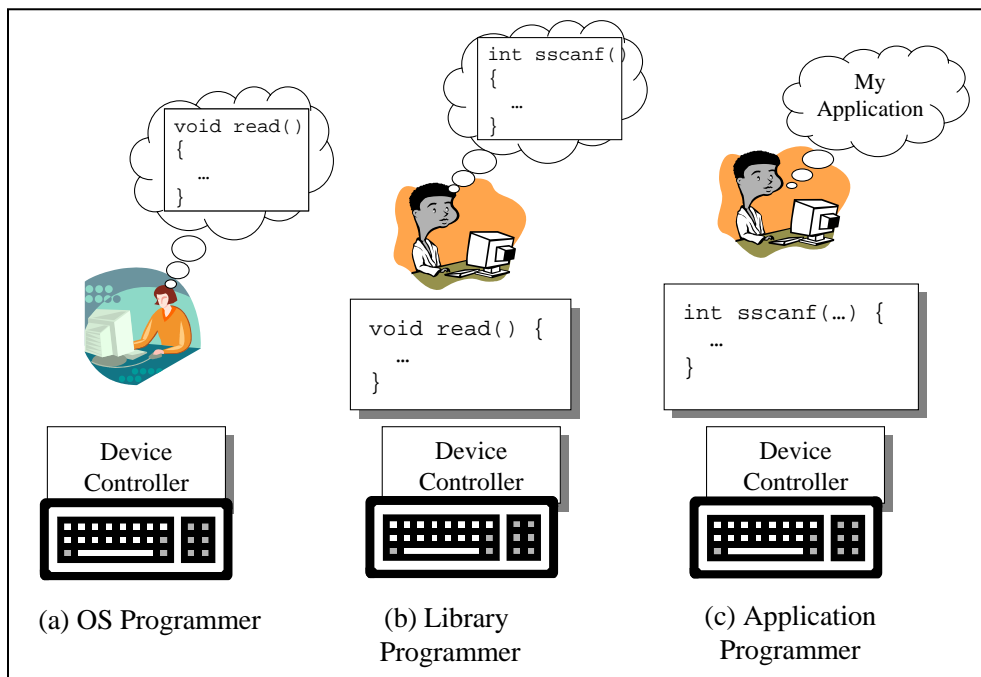 void read()
{
…
}
int sscanf()
{
…
}
My
Application
void read() {
…
}
int sscanf(…) {
…
}
Device
Controller
Device
Controller
Device
Controller
(a) OS Programmer
(b) Library
Programmer
(c) Application
Programmer